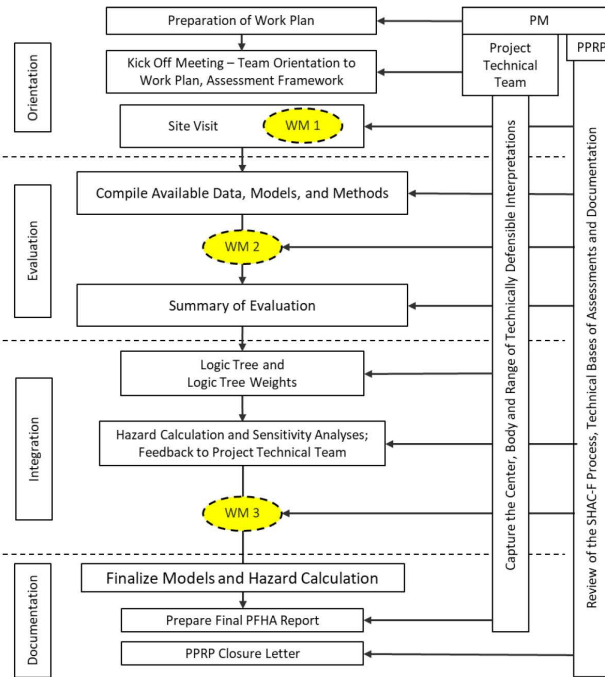 Preparation of Work Plan
PM
Project
Technical
Team
PPRP
Kick Off Meeting – Team Orientation to
Work Plan, Assessment Framework
Orientation
Site Visit
WM 1
Compile Available Data, Models, and Methods
Evaluation
WM 2
Summary of Evaluation
Logic Tree and
Logic Tree Weights
Integration
Hazard Calculation and Sensitivity Analyses;
Feedback to Project Technical Team
WM 3
Finalize Models and Hazard Calculation
Documentation
Prepare Final PFHA Report
PPRP Closure Letter
Capture the Center, Body and Range of Technically Defensible Interpretations
Review of the SHAC-F Process, Technical Bases of Assessments and Documentation